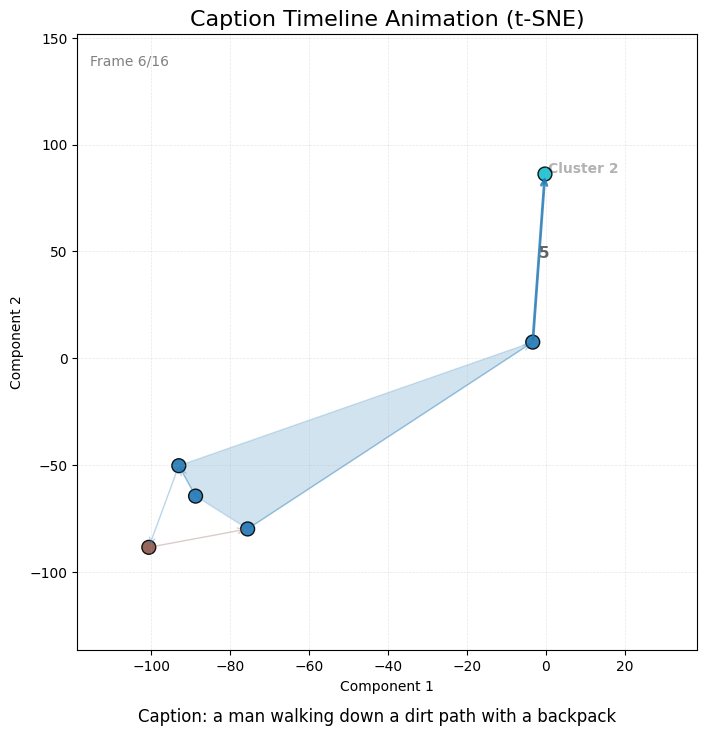 Caption Timeline Animation (t-SNE)
Frame 6/16
Cluster 2
5
150
100
50
0
−50
−100
Component 2
−100
−80
−60
−40
−20
0
20
Component 1
Caption: a man walking down a dirt path with a backpack